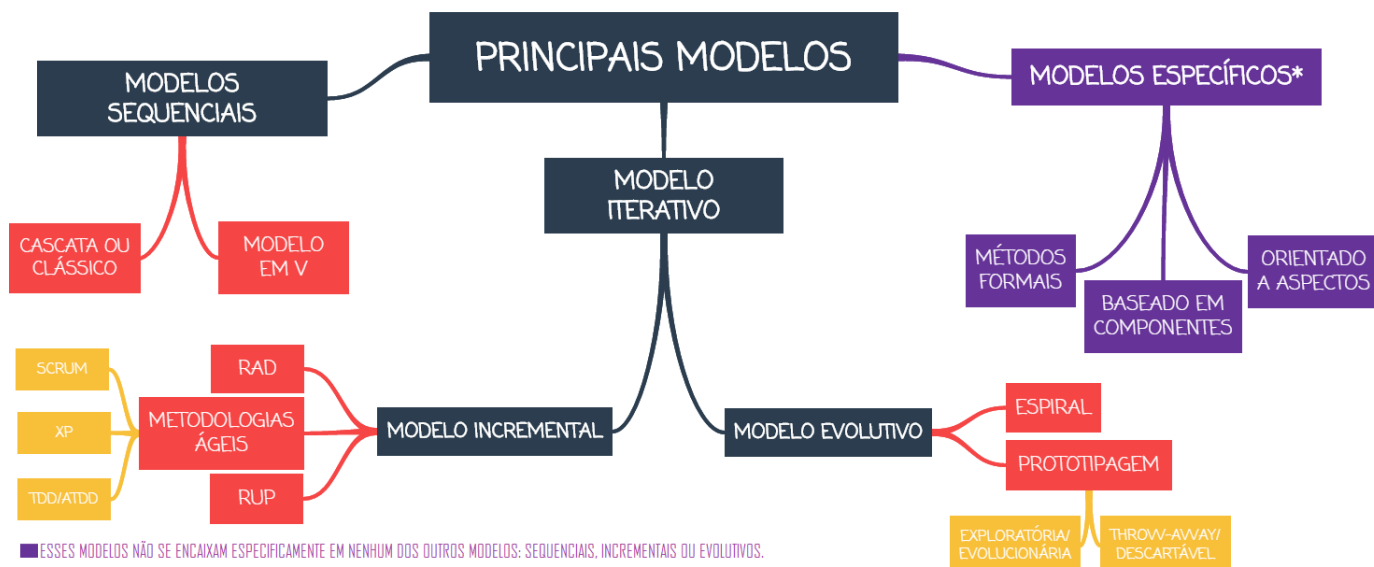 PRINCIPAIS MODELOS
MODELOS
SEQUENCIAIS
MODELOS ESPECÍFICOS*
MODELO
ITERATIVO
CASCATA OU
CLÁSSICO
MODELO
EM V
MÉTODOS
FORMAIS
BASEADO EM
COMPONENTES
ORIENTADO
A ASPECTOS
SCRUM
XP
TDD/ATDD
RAD
METODOLOGIAS
ÁGEIS
RUP
MODELO INCREMENTAL
MODELO EVOLUTIVO
ESPIRAL
PROTOTIPAGEM
EXPLORATÓRIA/
EVOLUCIONÁRIA
THROW-AWAY/
DESCARTÁVEL
ESSES MODELOS NÃO SE ENCAIXAM ESPECIFICAMENTE EM NENHUM DOS OUTROS MODELOS: SEQUENCIAIS, INCREMENTAIS OU EVOLUTIVOS.